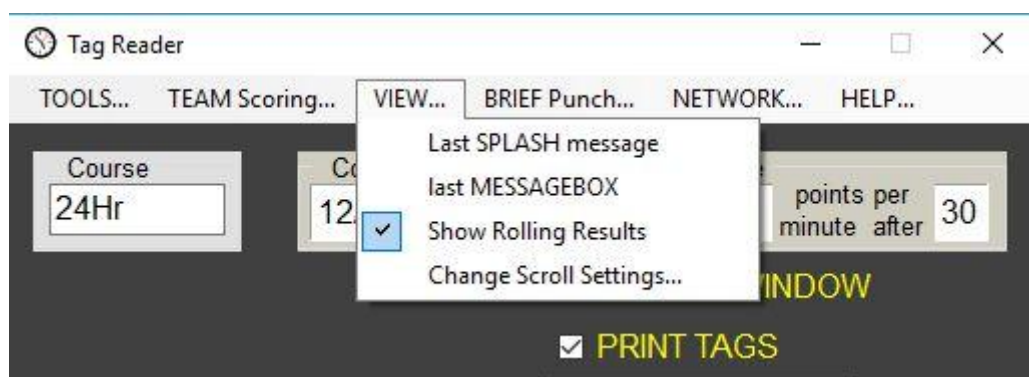 Tag Reader
TOOLS... TEAM Scoring... VIEW... BRIEF Punch... NETWORK... HELP...
Last SPLASH message
last MESSAGEBOX
Show Rolling Results
Change Scroll Settings...
Course
24Hr
points per
minute after
30
PRINT TAGS